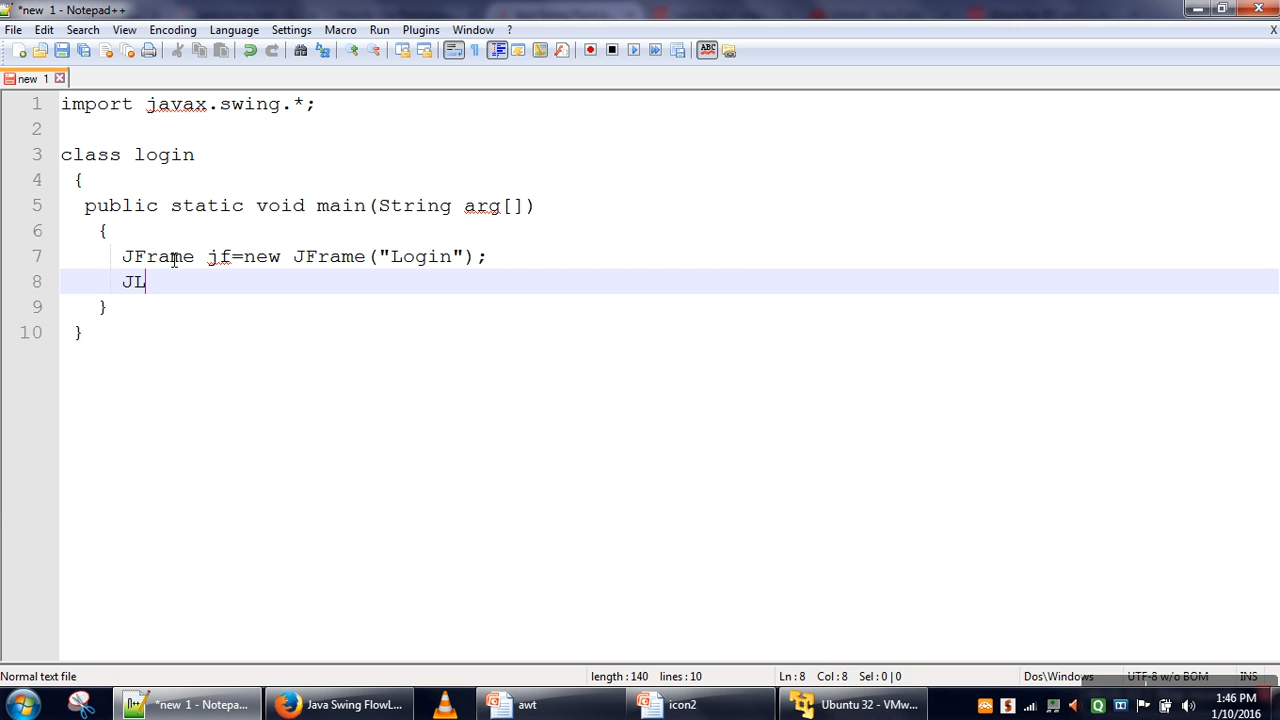 *new 1 - Notepad++
File Edit Search View Encoding Language Settings Macro Run Plugins Window ? X
ABC
new 1
1 import javax.swing.*;
2
3 class login
4 {
5 public static void main(String arg[])
6 {
7 JFrame jf=new JFrame("Login");
8 JL
9 }
10 }
Normal text file length:140 lines:10 Ln:8 Col:8 Sel:0|0 Dos\Windows UTF-8 w/o BOM INS
*new 1 - Notepa... Java Swing FlowL... awt icon2 Ubuntu 32 - VMw... 1:46 PM
1/10/2016